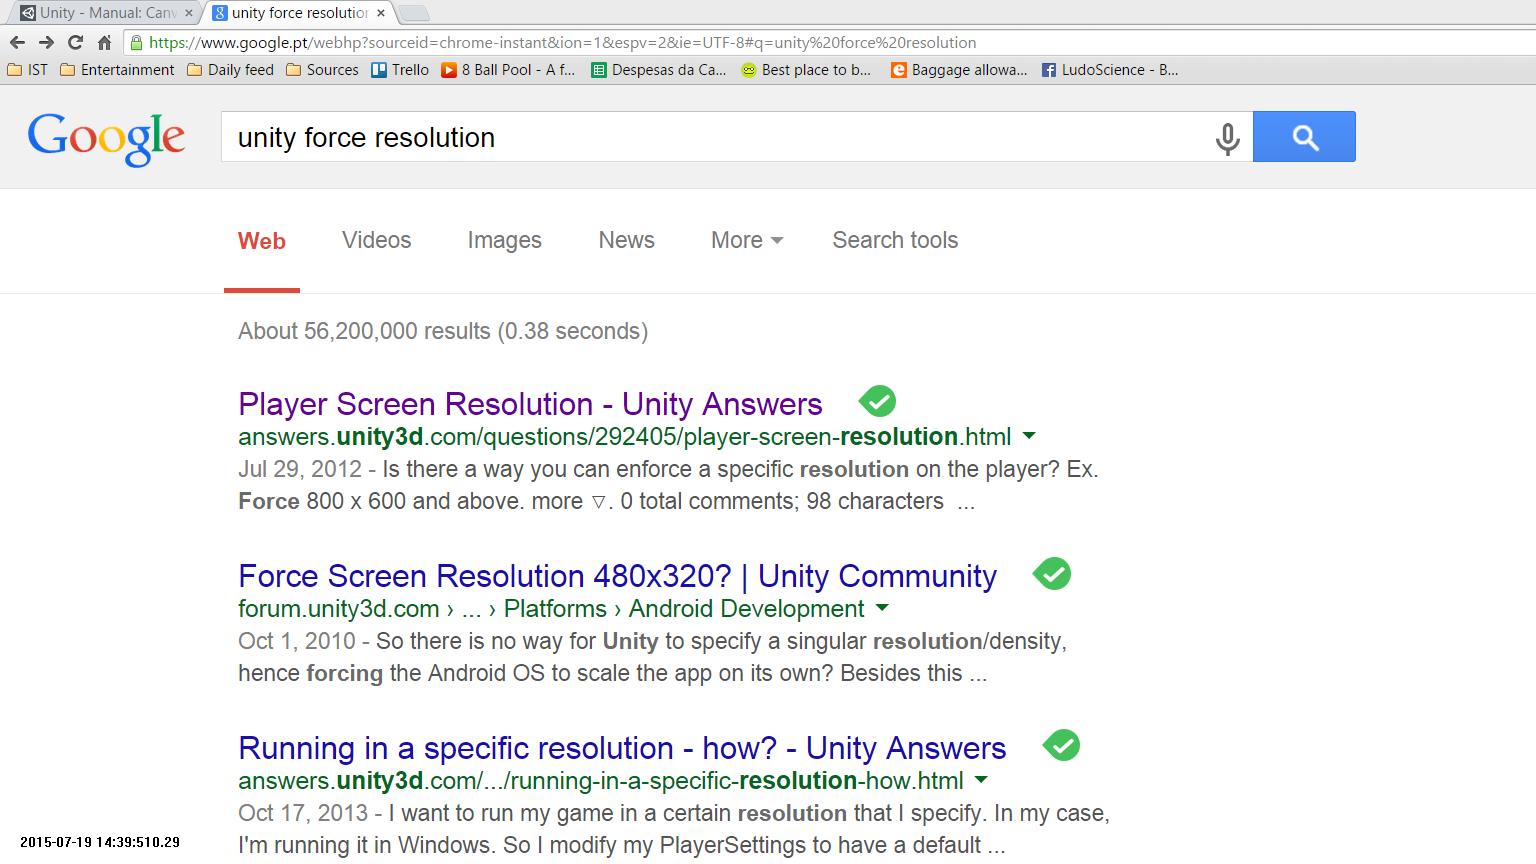 Unity - Manual: Canv
unity force resolution
https://www.google.pt/webhp?sourceid=chrome-instant&ion=1&espv=2&ie=UTF-8#q=unity%20force%20resolution
IST Entertainment Daily feed Sources Trello 8 Ball Pool - A f... Despesas da Ca... Best place to b... Baggage allowa... LudoScience - B...
Google
unity force resolution
Web Videos Images News More Search tools
About 56,200,000 results (0.38 seconds)
Player Screen Resolution - Unity Answers
answers.unity3d.com/questions/292405/player-screen-resolution.html
Jul 29, 2012 - Is there a way you can enforce a specific resolution on the player? Ex.
Force 800 x 600 and above. more ▽. 0 total comments; 98 characters ...
Force Screen Resolution 480x320? | Unity Community
forum.unity3d.com › ... › Platforms › Android Development
Oct 1, 2010 - So there is no way for Unity to specify a singular resolution/density,
hence forcing the Android OS to scale the app on its own? Besides this ...
Running in a specific resolution - how? - Unity Answers
answers.unity3d.com/.../running-in-a-specific-resolution-how.html
Oct 17, 2013 - I want to run my game in a certain resolution that I specify. In my case,
I'm running it in Windows. So I modify my PlayerSettings to have a default ...
2015-07-19 14:39:510.29